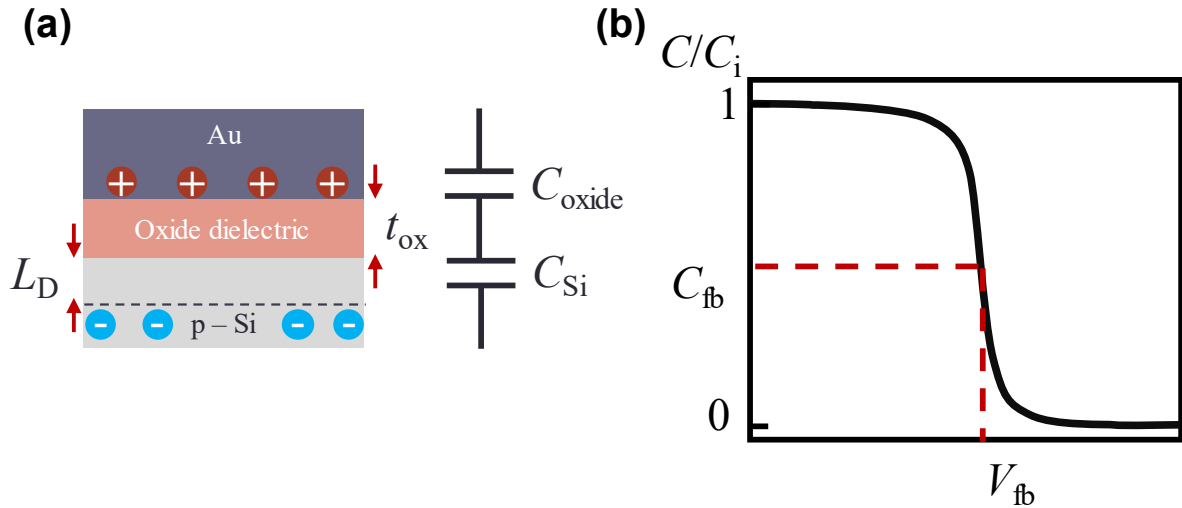 (a)
Au
+ + + +
Oxide dielectric
t_ox
L_D
p – Si
- - - -
C_oxide
C_Si
(b)
C/C_i
1
C_fb
0
V_fb